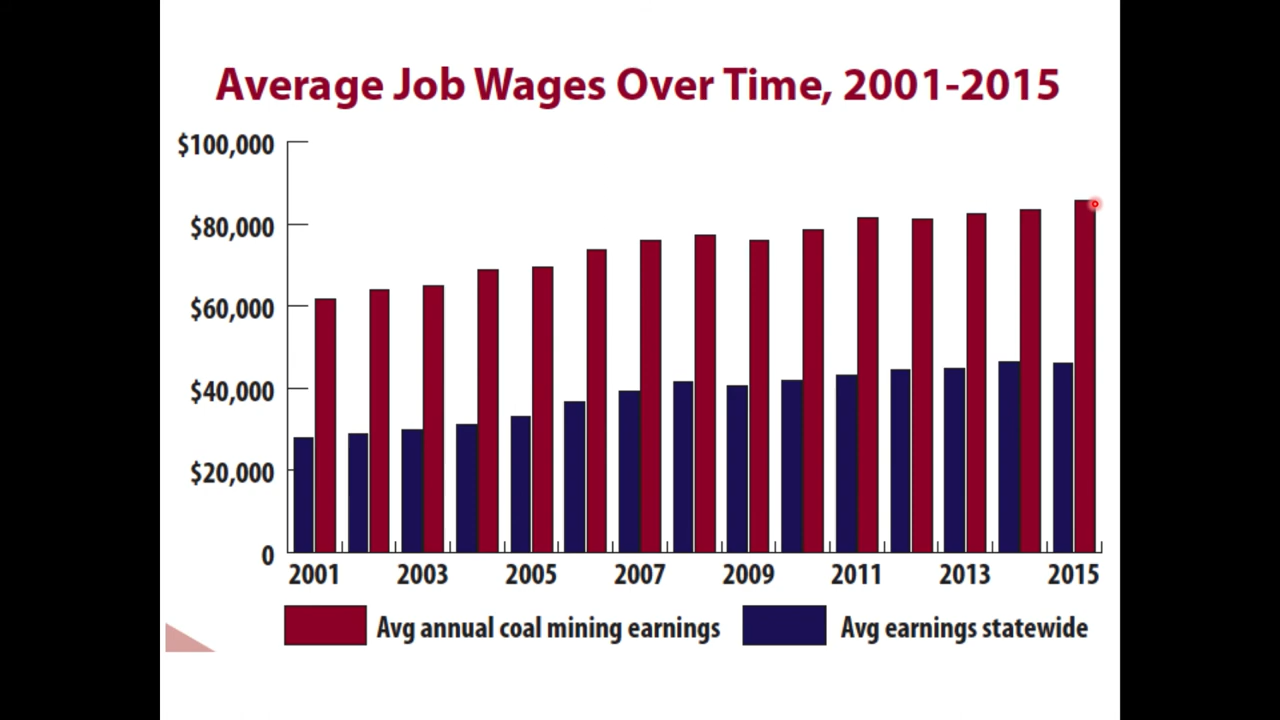 Average Job Wages Over Time, 2001-2015
$100,000
$80,000
$60,000
$40,000
$20,000
0
2001 2003 2005 2007 2009 2011 2013 2015
Avg annual coal mining earnings Avg earnings statewide